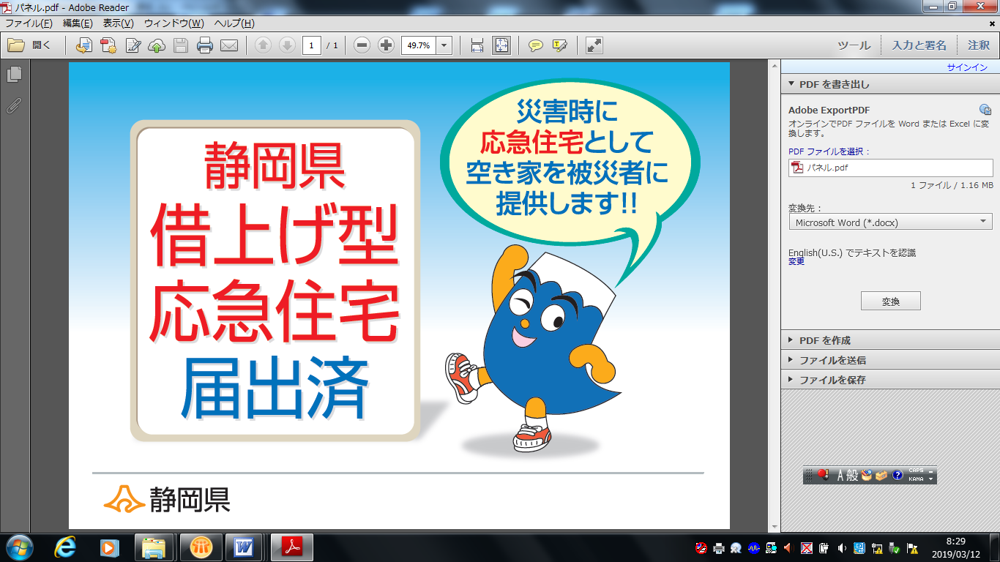 パネル.pdf - Adobe Reader
ファイル(F) 編集(E) 表示(V) ウィンドウ(W) ヘルプ(H)
開く 1 / 1 49.7% ツール 入力と署名 注釈
サインイン
静岡県
借上げ型
応急住宅
届出済
災害時に
応急住宅として
空き家を被災者に
提供します!!
静岡県
PDF を書き出し
Adobe ExportPDF
オンラインでPDF ファイルを Word または Excel に変
換します。
PDF ファイルを選択：
パネル.pdf
1 ファイル / 1.16 MB
変換先：
Microsoft Word (*.docx)
English(U.S.) でテキストを認識
変更
変換
PDF を作成
ファイルを送信
ファイルを保存
A 般 CAPS
KANA
8:29
2019/03/12